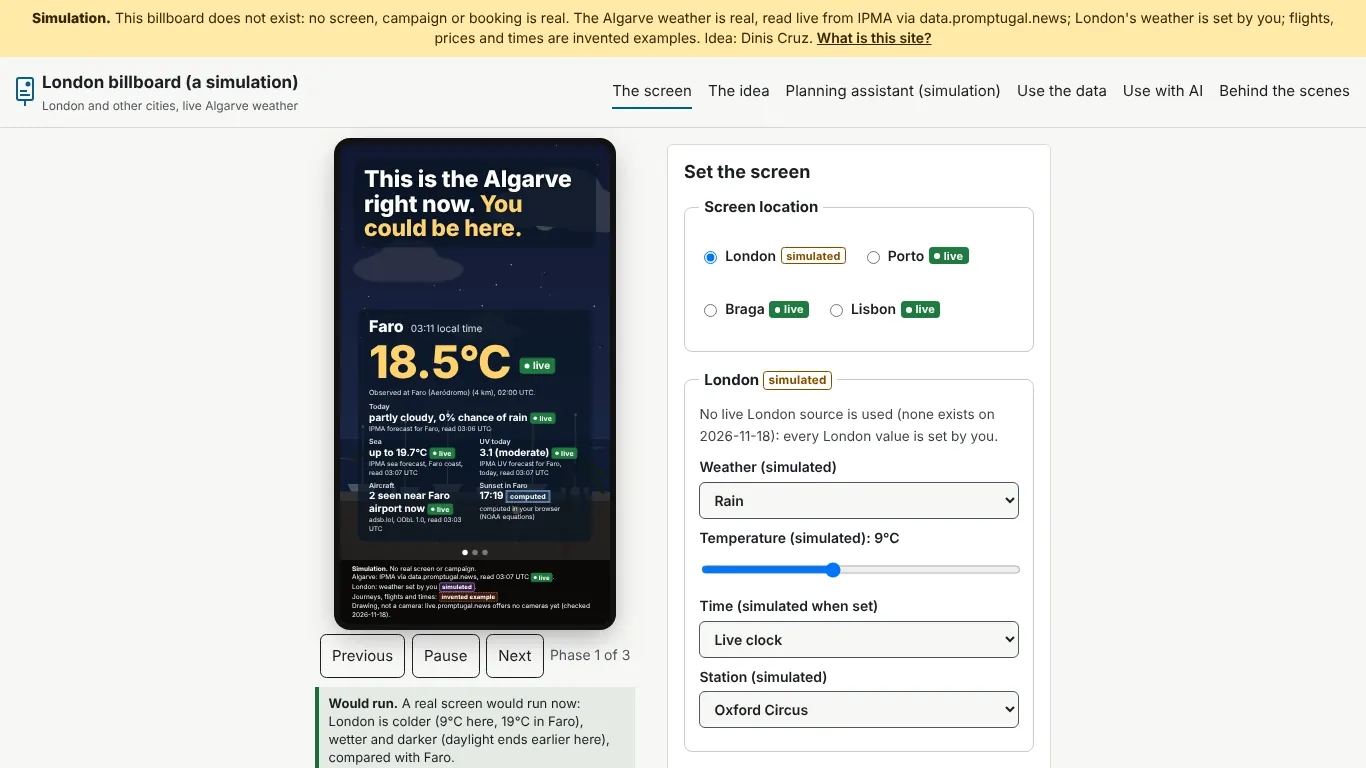 Simulation. This billboard does not exist: no screen, campaign or booking is real. The Algarve weather is real, read live from IPMA via data.promptugal.news; London's weather is set by you; flights,
prices and times are invented examples. Idea: Dinis Cruz. What is this site?
London billboard (a simulation)
London and other cities, live Algarve weather
The screen
The idea
Planning assistant (simulation)
Use the data
Use with AI
Behind the scenes
This is the Algarve
right now. You
could be here.
Faro 03:11 local time
18.5°C live
Observed at Faro (Aeródromo) (4 km), 02:00 UTC.
Today
partly cloudy, 0% chance of rain live
IPMA forecast for Faro, read 03:06 UTC
Sea
up to 19.7°C live
IPMA sea forecast, Faro coast,
read 03:07 UTC
UV today
3.1 (moderate) live
IPMA UV forecast for Faro,
today, read 03:07 UTC
Aircraft
2 seen near Faro
airport now live
adsb.lol, ODbL 1.0, read 03:03
UTC
Sunset in Faro
17:19 computed
computed in your browser
(NOAA equations)
Simulation. No real screen or campaign.
Algarve: IPMA via data.promptugal.news, read 03:07 UTC live.
London: weather set by you simulated
Journeys, flights and times: invented example
Drawing, not a camera: live.promptugal.news offers no cameras yet (checked
2026-11-18).
Previous
Pause
Next
Phase 1 of 3
Would run. A real screen would run now:
London is colder (9°C here, 19°C in Faro),
wetter and darker (daylight ends earlier here),
compared with Faro.
Set the screen
Screen location
London simulated
Porto live
Braga live
Lisbon live
London simulated
No live London source is used (none exists on
2026-11-18): every London value is set by you.
Weather (simulated)
Rain
Temperature (simulated): 9°C
Time (simulated when set)
Live clock
Station (simulated)
Oxford Circus